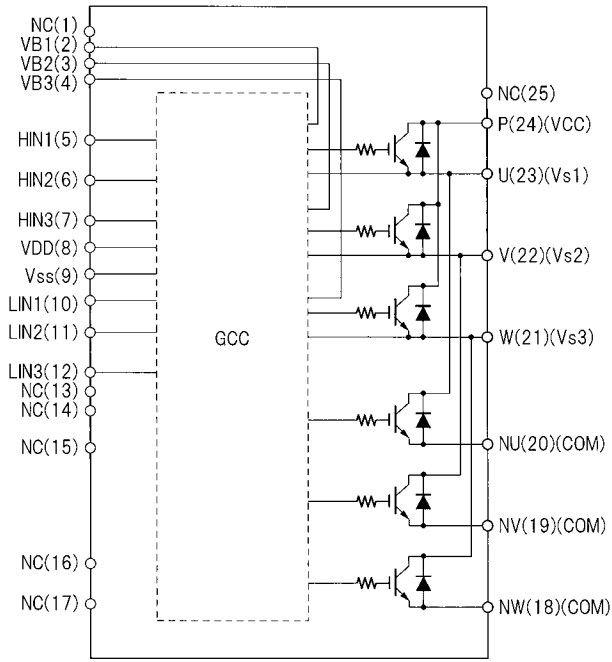 NC(1)
VB1(2)
VB2(3)
VB3(4)
HIN1(5)
HIN2(6)
HIN3(7)
VDD(8)
Vss(9)
LIN1(10)
LIN2(11)
LIN3(12)
NC(13)
NC(14)
NC(15)
NC(16)
NC(17)
GCC
NC(25)
P(24)(VCC)
U(23)(Vs1)
V(22)(Vs2)
W(21)(Vs3)
NU(20)(COM)
NV(19)(COM)
NW(18)(COM)